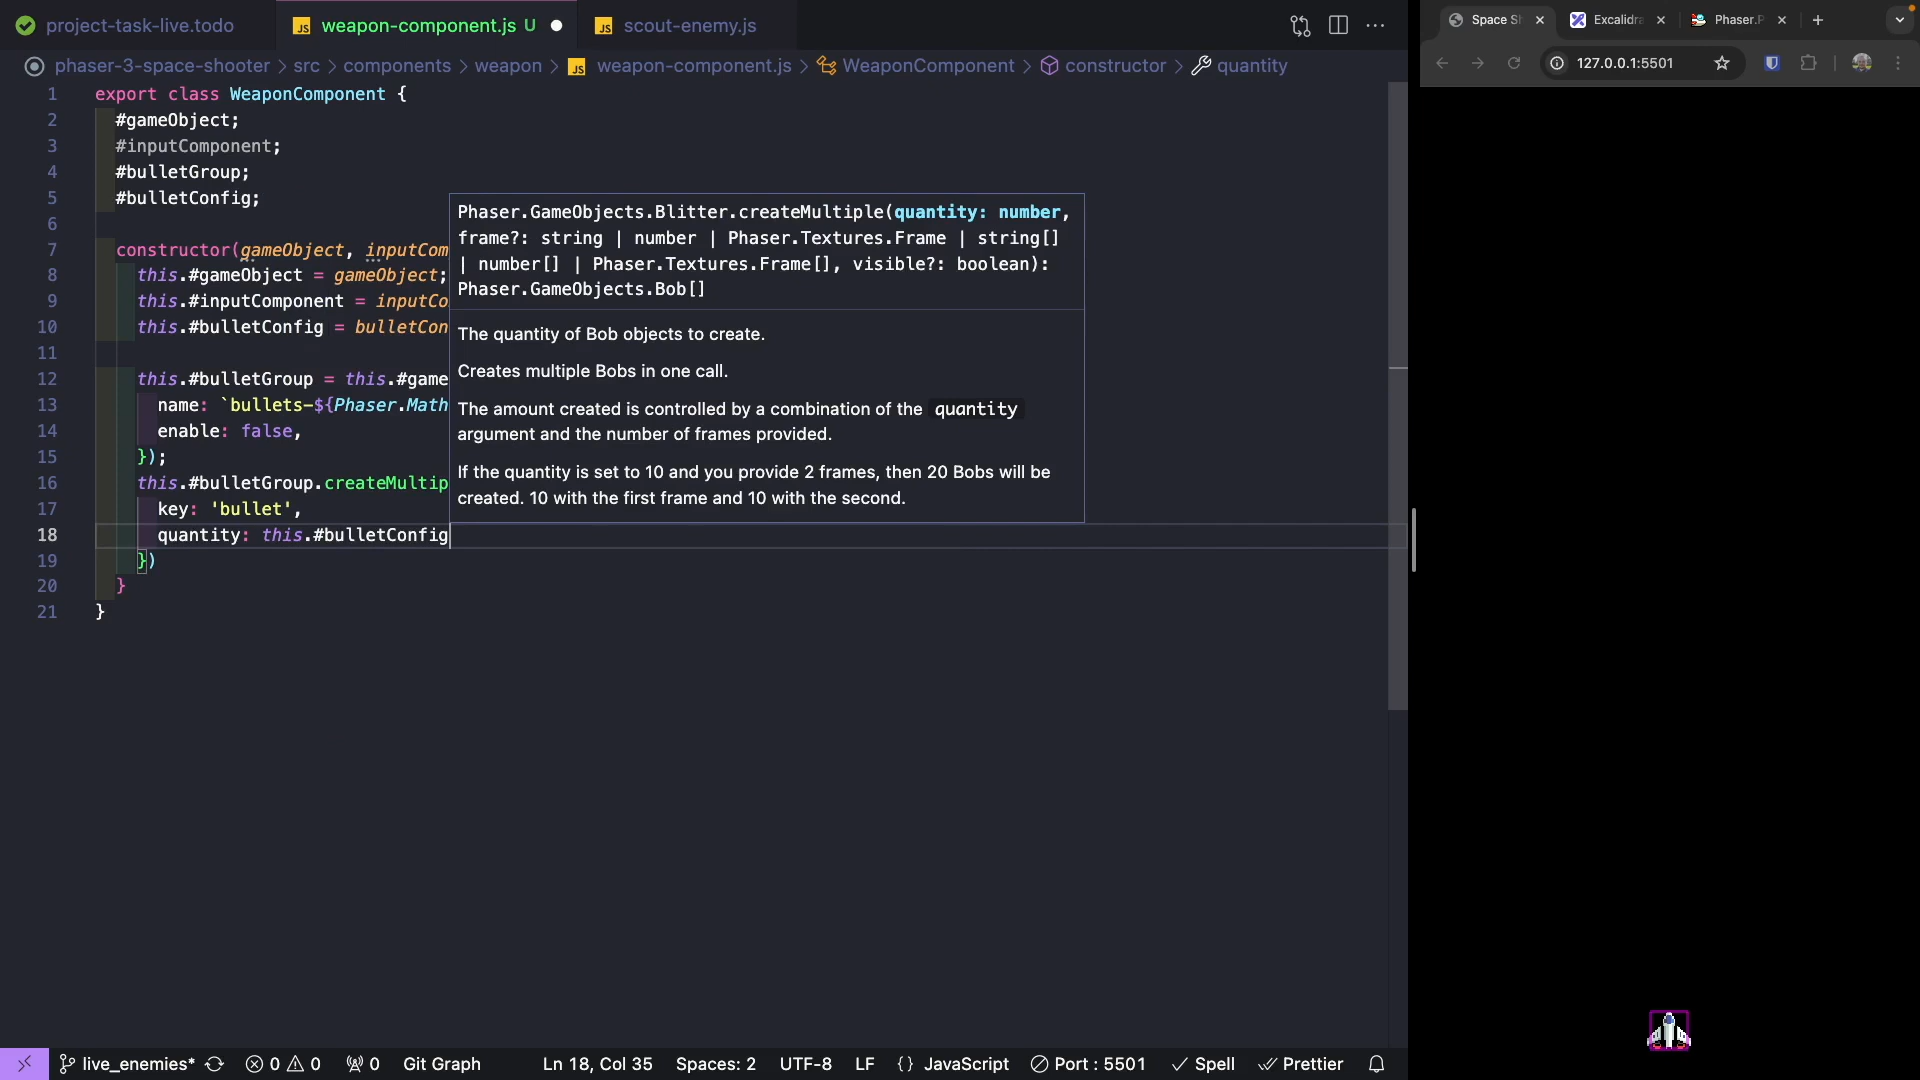 project-task-live.todo
JS weapon-component.js U
JS scout-enemy.js
phaser-3-space-shooter > src > components > weapon > JS weapon-component.js > WeaponComponent > constructor > quantity
1 export class WeaponComponent {
2 #gameObject;
3 #inputComponent;
4 #bulletGroup;
5 #bulletConfig;
6
7 constructor(gameObject, inputCom
8 this.#gameObject = gameObject;
9 this.#inputComponent = inputCo
10 this.#bulletConfig = bulletCon
11
12 this.#bulletGroup = this.#game
13 name: `bullets-${Phaser.Math
14 enable: false,
15 });
16 this.#bulletGroup.createMultip
17 key: 'bullet',
18 quantity: this.#bulletConfig
19 })
20 }
21 }
Phaser.GameObjects.Blitter.createMultiple(quantity: number,
frame?: string | number | Phaser.Textures.Frame | string[]
| number[] | Phaser.Textures.Frame[], visible?: boolean):
Phaser.GameObjects.Bob[]
The quantity of Bob objects to create.
Creates multiple Bobs in one call.
The amount created is controlled by a combination of the quantity
argument and the number of frames provided.
If the quantity is set to 10 and you provide 2 frames, then 20 Bobs will be
created. 10 with the first frame and 10 with the second.
live_enemies* 0 0 0 Git Graph Ln 18, Col 35 Spaces: 2 UTF-8 LF {} JavaScript Port : 5501 Spell Prettier
Space Sh
Excalidra
Phaser.P
127.0.0.1:5501